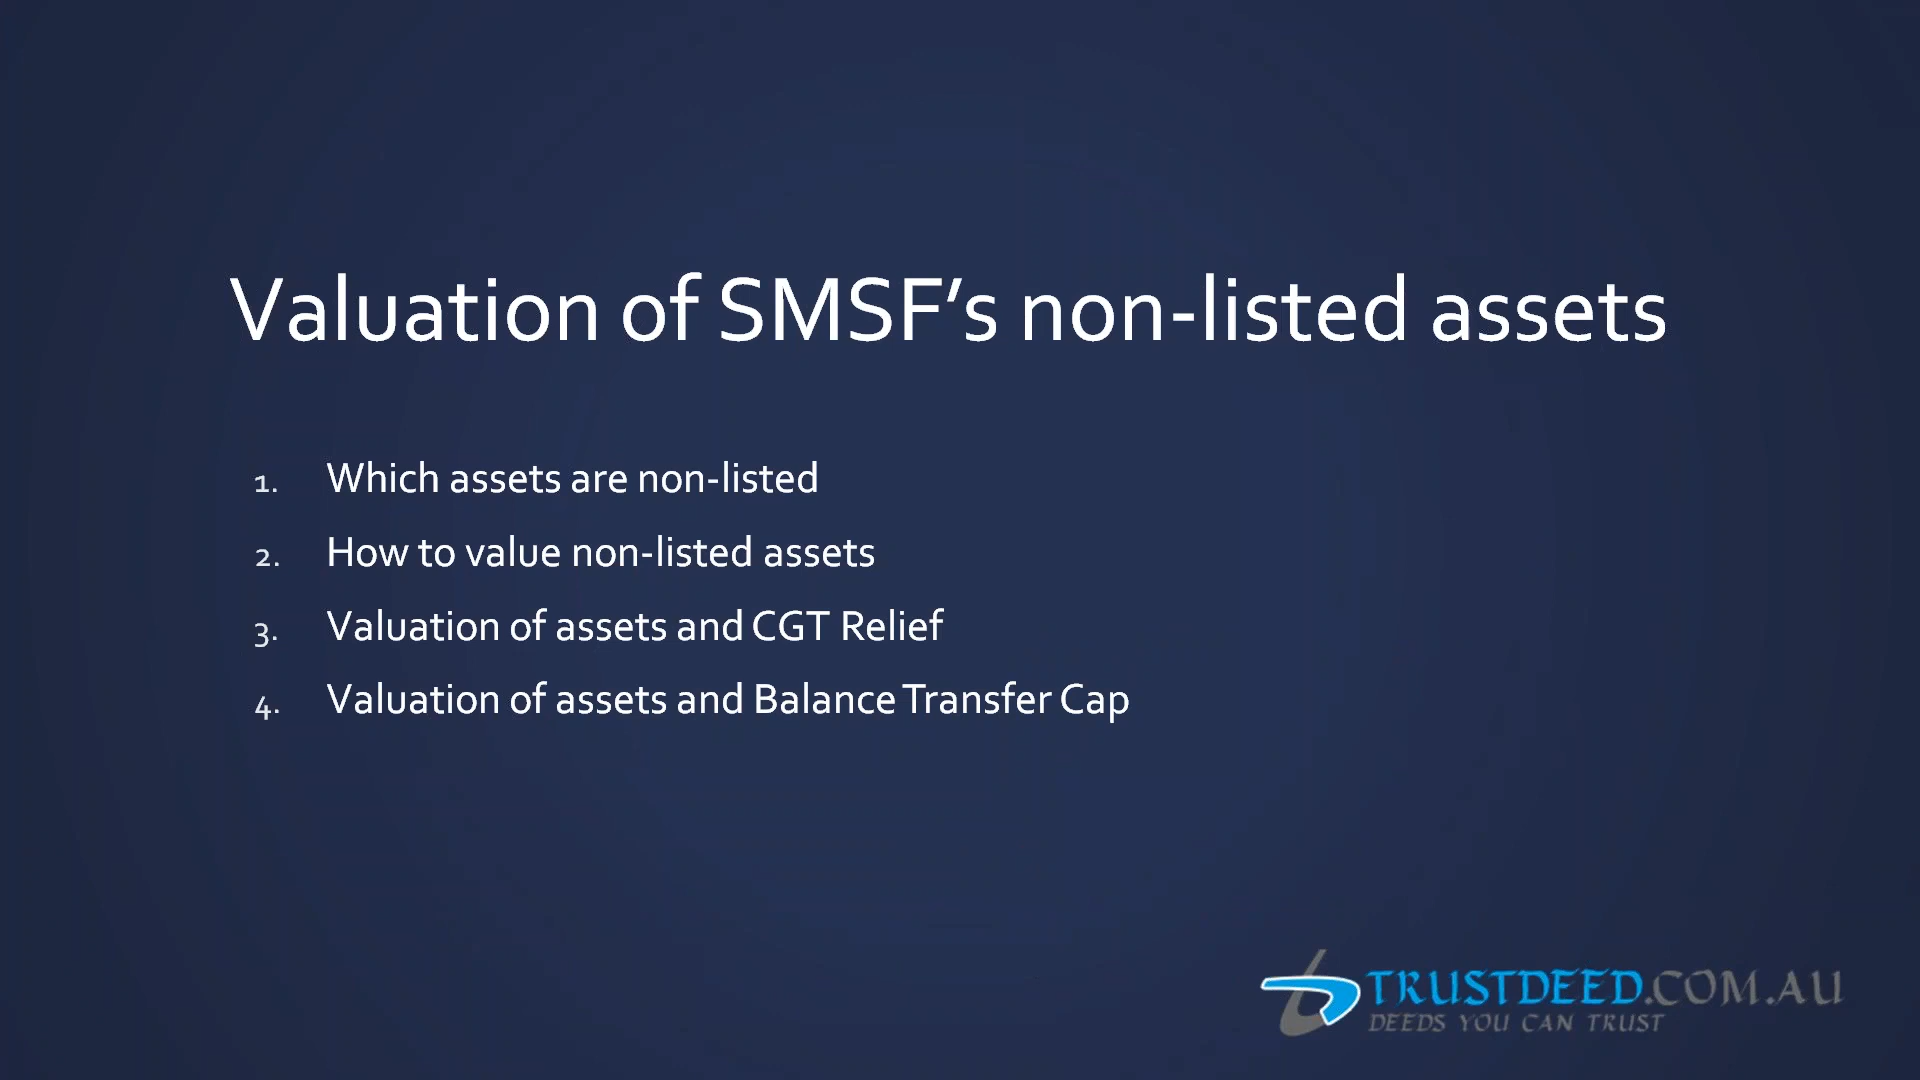 Valuation of SMSF’s non-listed assets
1. Which assets are non-listed
2. How to value non-listed assets
3. Valuation of assets and CGT Relief
4. Valuation of assets and Balance Transfer Cap
TRUSTDEED.COM.AU
DEEDS YOU CAN TRUST